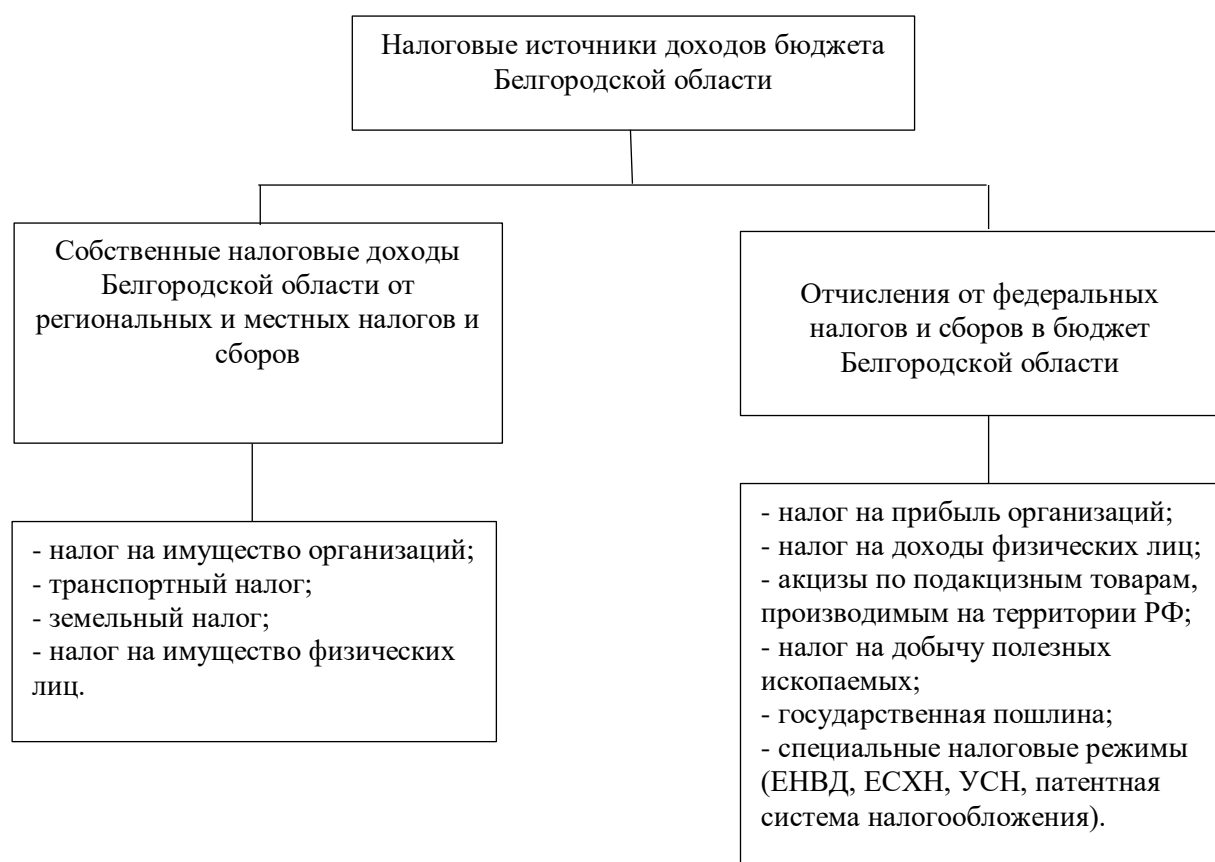 Налоговые источники доходов бюджета
Белгородской области
Собственные налоговые доходы
Белгородской области от
региональных и местных налогов и
сборов
- налог на имущество организаций;
- транспортный налог;
- земельный налог;
- налог на имущество физических
лиц.
Отчисления от федеральных
налогов и сборов в бюджет
Белгородской области
- налог на прибыль организаций;
- налог на доходы физических лиц;
- акцизы по подакцизным товарам,
производимым на территории РФ;
- налог на добычу полезных
ископаемых;
- государственная пошлина;
- специальные налоговые режимы
(ЕНВД, ЕСХН, УСН, патентная
система налогообложения).